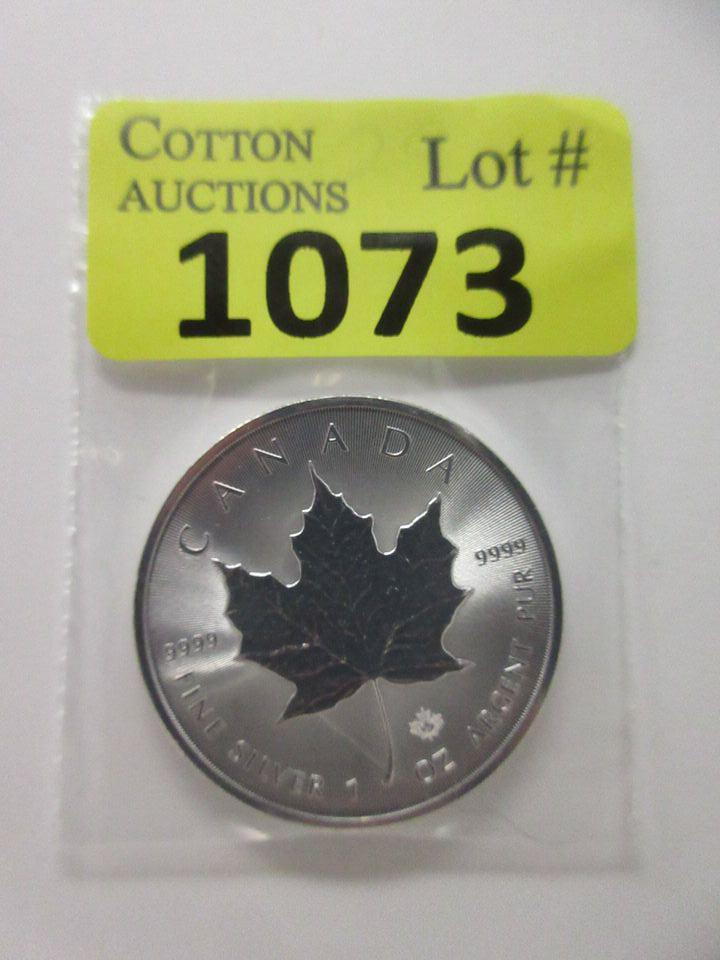 COTTON
AUCTIONS
Lot #
1073
CANADA
9999
9999
FINE SILVER 1 OZ ARGENT PUR